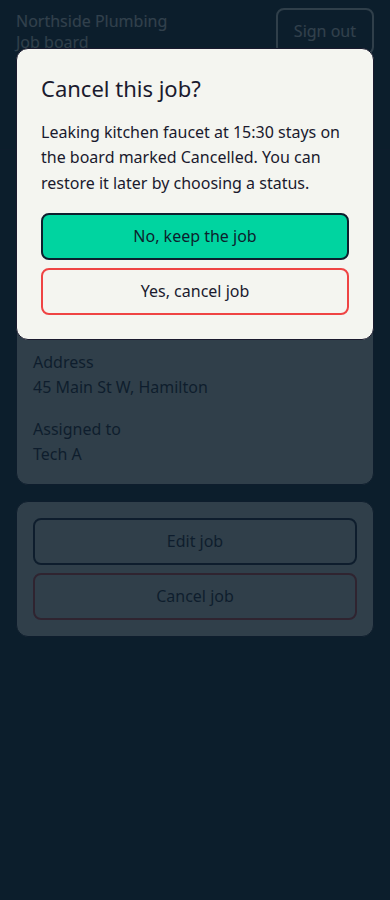 Northside Plumbing
Job board
Sign out
Cancel this job?
Leaking kitchen faucet at 15:30 stays on
the board marked Cancelled. You can
restore it later by choosing a status.
No, keep the job
Yes, cancel job
Address
45 Main St W, Hamilton
Assigned to
Tech A
Edit job
Cancel job